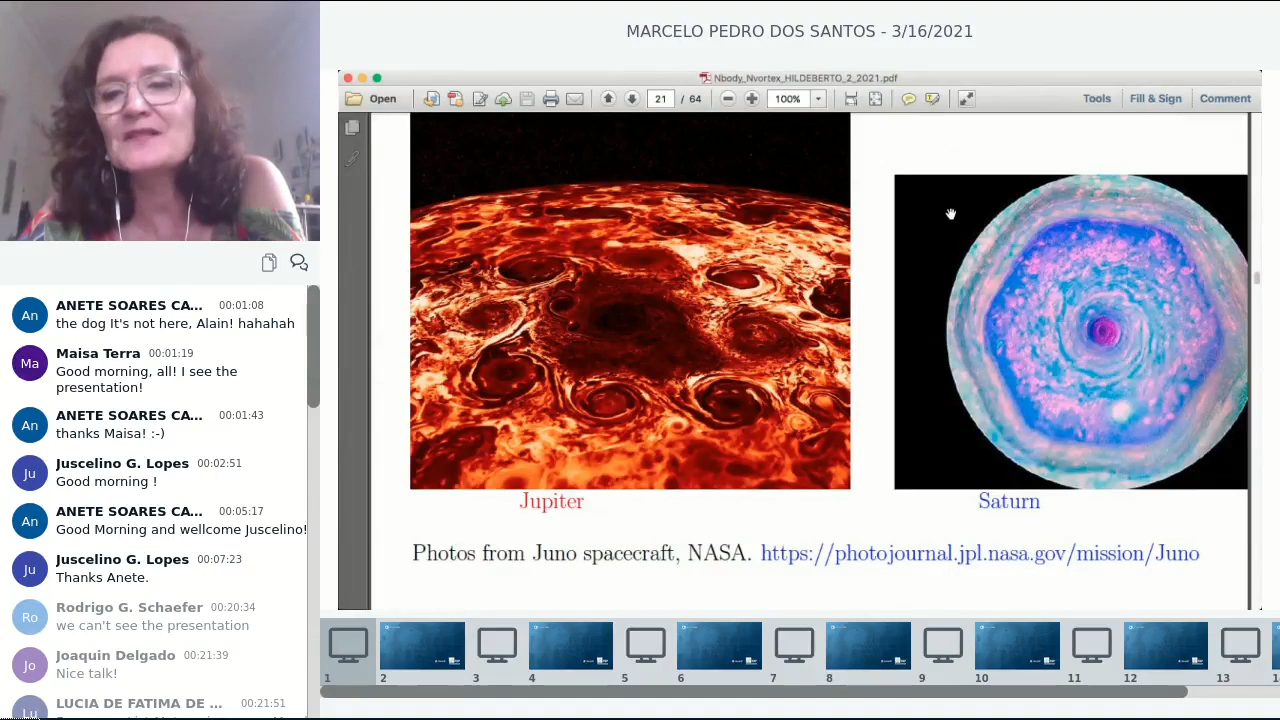 MARCELO PEDRO DOS SANTOS - 3/16/2021
Nbody_Nvortex_HILDEBERTO_2_2021.pdf
Open
21 / 64
100%
Tools
Fill & Sign
Comment
Jupiter
Saturn
Photos from Juno spacecraft, NASA. https://photojournal.jpl.nasa.gov/mission/Juno
An
ANETE SOARES CA... 00:01:08
the dog It's not here, Alain! hahahah
Ma
Maisa Terra 00:01:19
Good morning, all! I see the
presentation!
An
ANETE SOARES CA... 00:01:43
thanks Maisa! :-)
Ju
Juscelino G. Lopes 00:02:51
Good morning !
An
ANETE SOARES CA... 00:05:17
Good Morning and wellcome Juscelino!
Ju
Juscelino G. Lopes 00:07:23
Thanks Anete.
Ro
Rodrigo G. Schaefer 00:20:34
we can't see the presentation
Jo
Joaquin Delgado 00:21:39
Nice talk!
Lu
LUCIA DE FATIMA DE ... 00:21:51
1 2 3 4 5 6 7 8 9 10 11 12 13